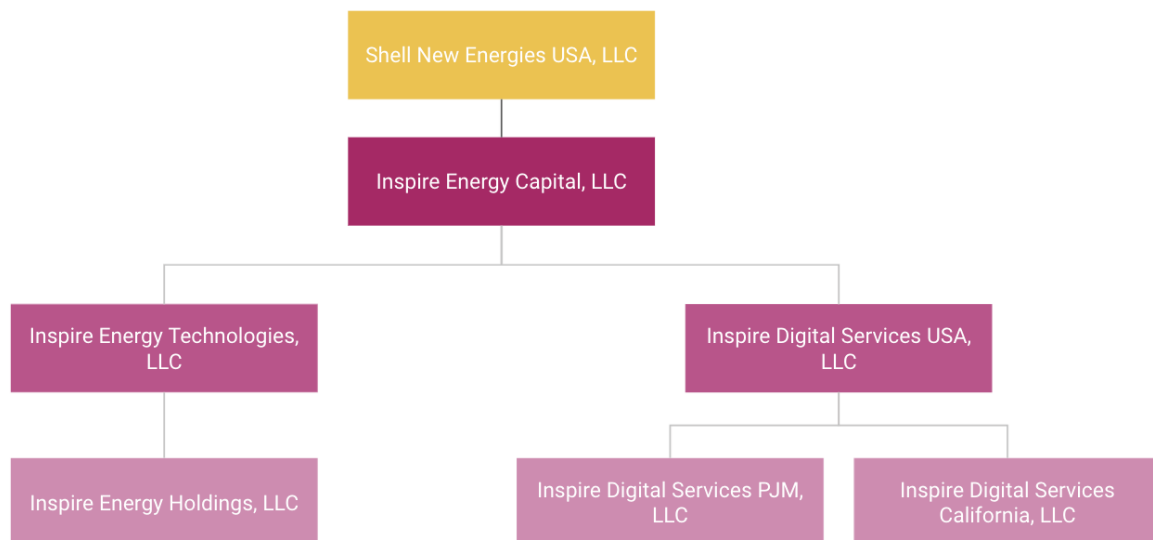 Shell New Energies USA, LLC
Inspire Energy Capital, LLC
Inspire Energy Technologies,
LLC
Inspire Digital Services USA,
LLC
Inspire Energy Holdings, LLC
Inspire Digital Services PJM,
LLC
Inspire Digital Services
California, LLC